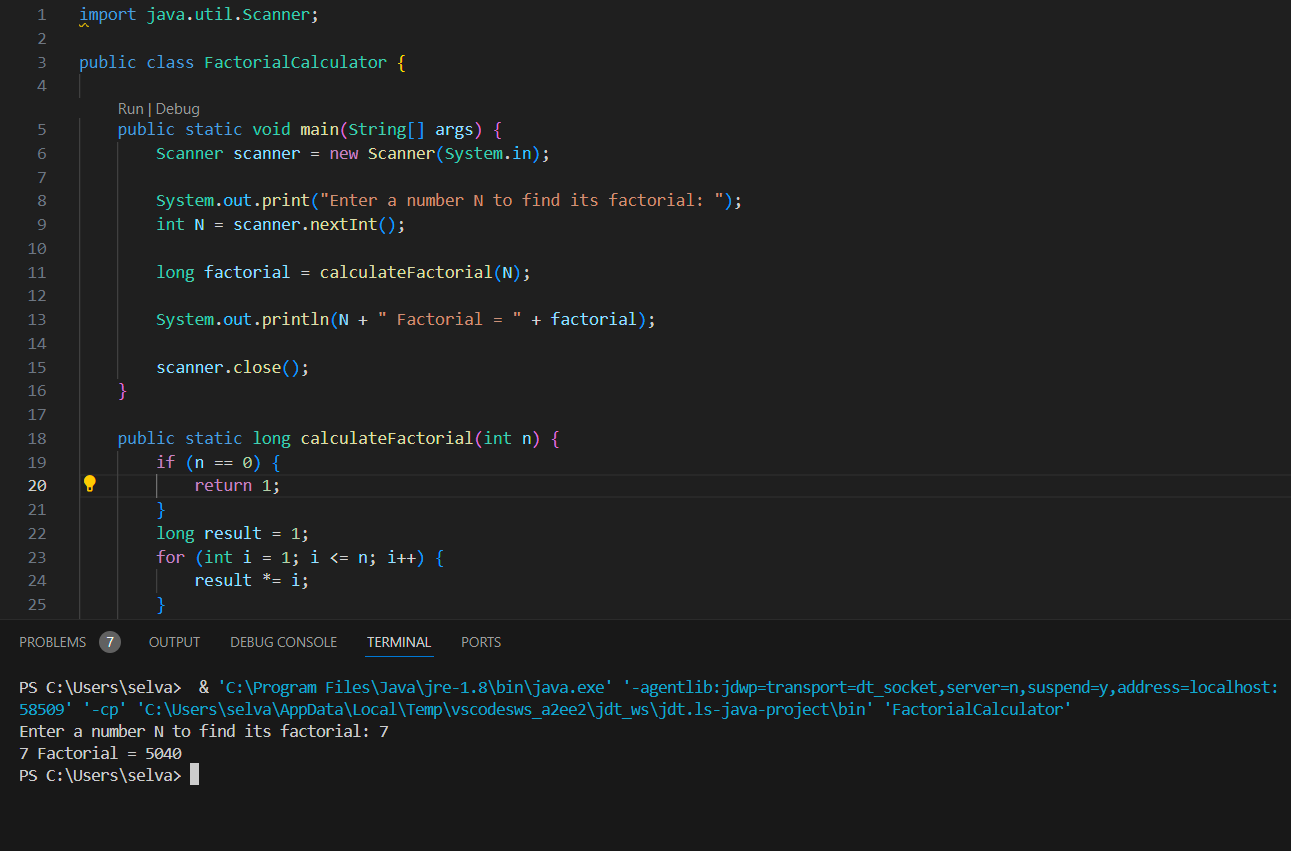 1 import java.util.Scanner;
2
3 public class FactorialCalculator {
4
Run | Debug
5 public static void main(String[] args) {
6 Scanner scanner = new Scanner(System.in);
7
8 System.out.print("Enter a number N to find its factorial: ");
9 int N = scanner.nextInt();
10
11 long factorial = calculateFactorial(N);
12
13 System.out.println(N + " Factorial = " + factorial);
14
15 scanner.close();
16 }
17
18 public static long calculateFactorial(int n) {
19 if (n == 0) {
20 return 1;
21 }
22 long result = 1;
23 for (int i = 1; i <= n; i++) {
24 result *= i;
25 }
PROBLEMS 7 OUTPUT DEBUG CONSOLE TERMINAL PORTS
PS C:\Users\selva>  & 'C:\Program Files\Java\jre-1.8\bin\java.exe' '-agentlib:jdwp=transport=dt_socket,server=n,suspend=y,address=localhost:
58509' '-cp' 'C:\Users\selva\AppData\Local\Temp\vscodesws_a2ee2\jdt_ws\jdt.ls-java-project\bin' 'FactorialCalculator'
Enter a number N to find its factorial: 7
7 Factorial = 5040
PS C:\Users\selva>